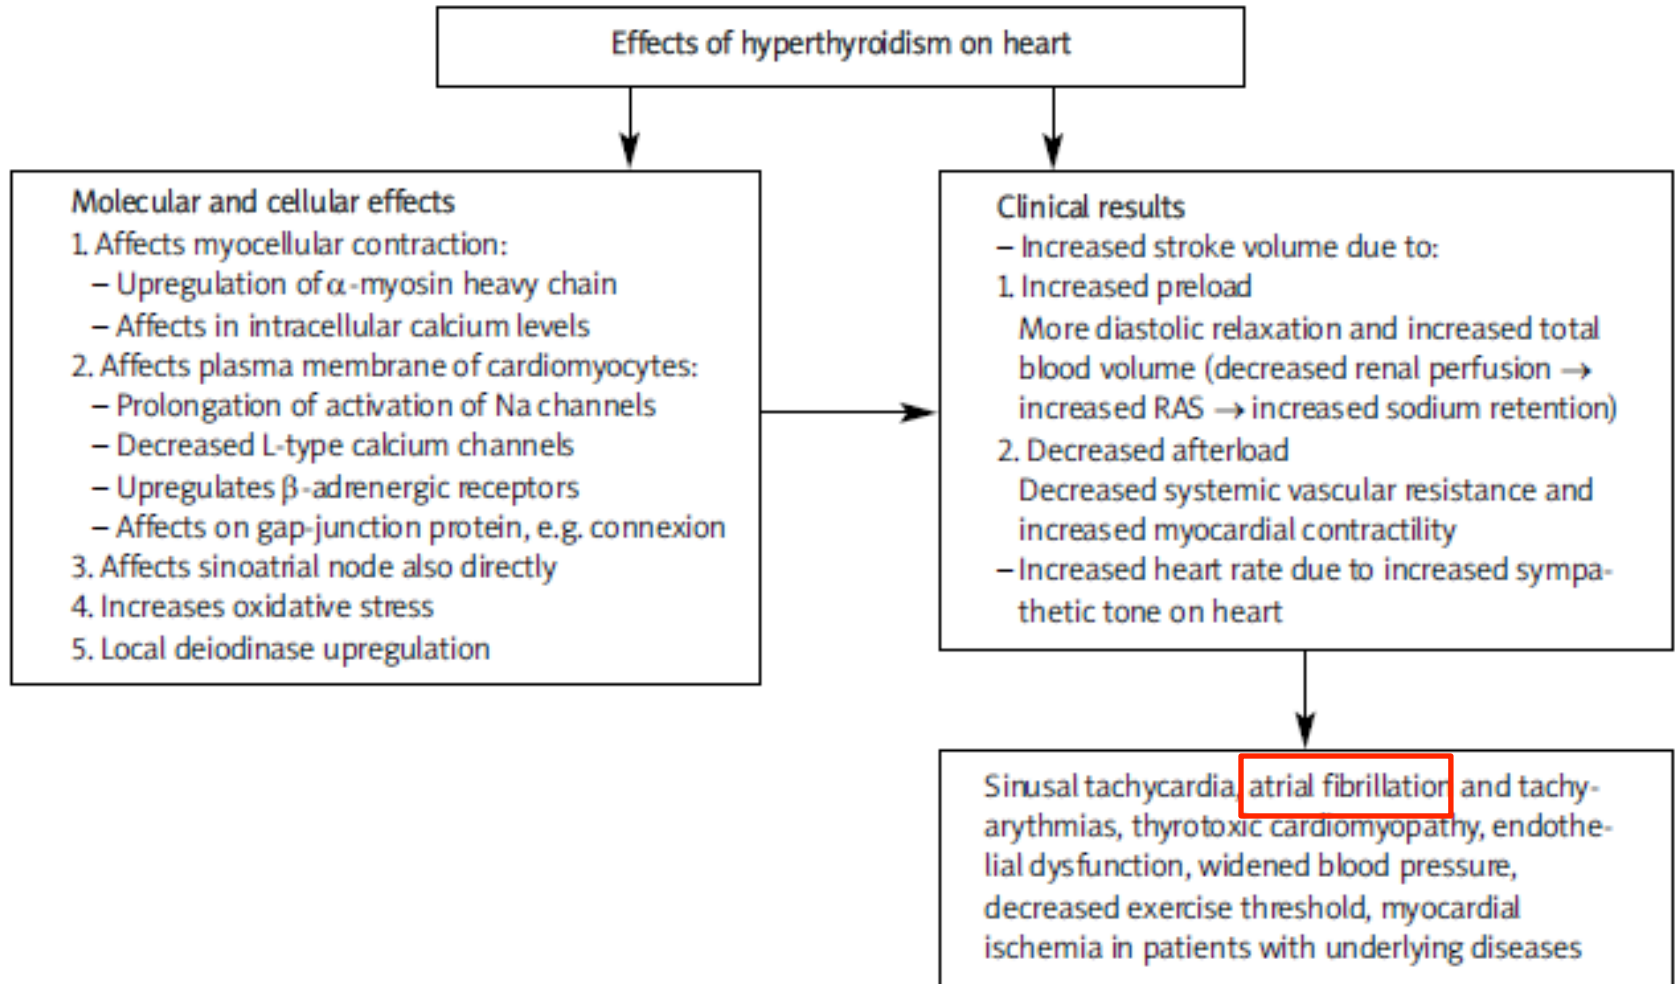 Effects of hyperthyroidism on heart
Molecular and cellular effects
1. Affects myocellular contraction:
– Upregulation of α-myosin heavy chain
– Affects in intracellular calcium levels
2. Affects plasma membrane of cardiomyocytes:
– Prolongation of activation of Na channels
– Decreased L-type calcium channels
– Upregulates β-adrenergic receptors
– Affects on gap-junction protein, e.g. connexion
3. Affects sinoatrial node also directly
4. Increases oxidative stress
5. Local deiodinase upregulation
Clinical results
– Increased stroke volume due to:
1. Increased preload
More diastolic relaxation and increased total
blood volume (decreased renal perfusion →
increased RAS → increased sodium retention)
2. Decreased afterload
Decreased systemic vascular resistance and
increased myocardial contractility
– Increased heart rate due to increased sympa-
thetic tone on heart
Sinusal tachycardia, atrial fibrillation and tachy-
arythmias, thyrotoxic cardiomyopathy, endothe-
lial dysfunction, widened blood pressure,
decreased exercise threshold, myocardial
ischemia in patients with underlying diseases